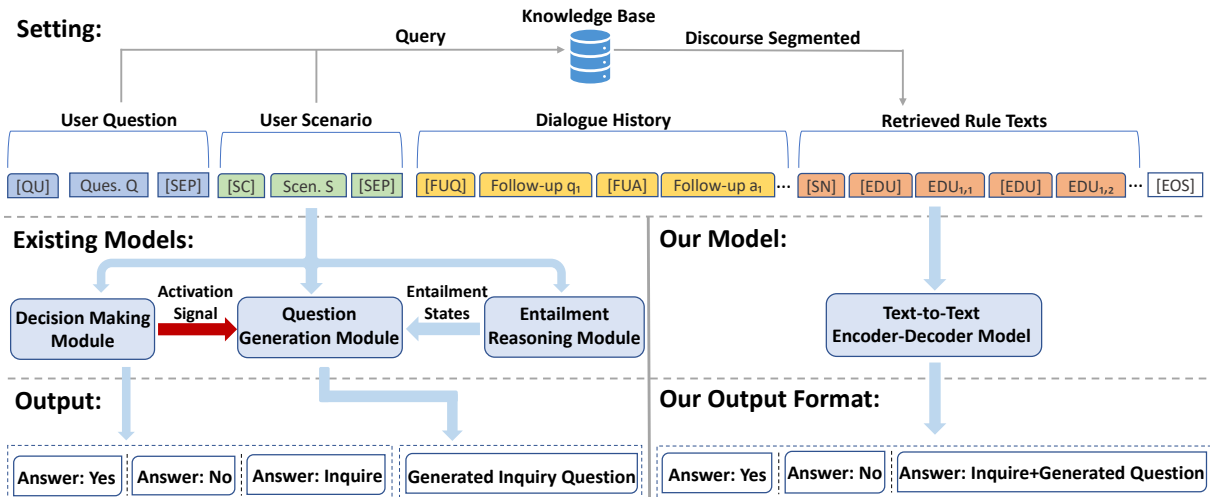 Setting:
Knowledge Base
Query
Discourse Segmented
User Question
User Scenario
Dialogue History
Retrieved Rule Texts
[QU] Ques. Q [SEP] [SC] Scen. S [SEP] [FUQ] Follow-up q₁ [FUA] Follow-up a₁ ... [SN] [EDU] EDU₁,₁ [EDU] EDU₁,₂ ... [EOS]
Existing Models:
Decision Making
Module
Activation
Signal
Question
Generation Module
Entailment
States
Entailment
Reasoning Module
Our Model:
Text-to-Text
Encoder-Decoder Model
Output:
Answer: Yes
Answer: No
Answer: Inquire
Generated Inquiry Question
Our Output Format:
Answer: Yes
Answer: No
Answer: Inquire+Generated Question